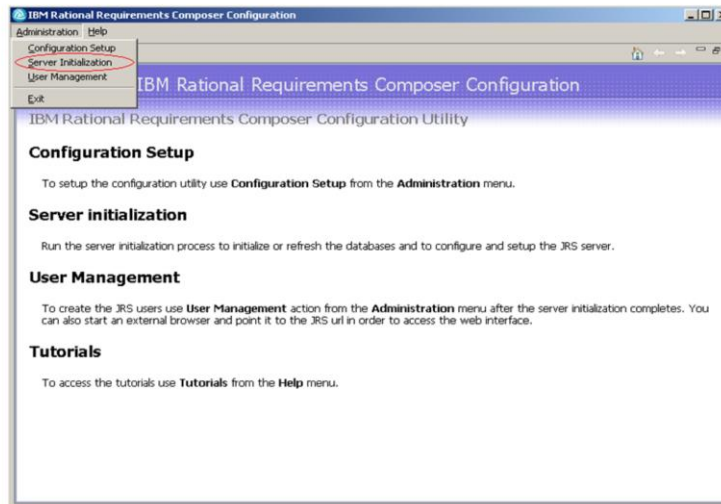 IBM Rational Requirements Composer Configuration
Administration Help
Configuration Setup
Server Initialization
User Management
Exit
IBM Rational Requirements Composer Configuration
IBM Rational Requirements Composer Configuration Utility
Configuration Setup
To setup the configuration utility use Configuration Setup from the Administration menu.
Server initialization
Run the server initialization process to initialize or refresh the databases and to configure and setup the JRS server.
User Management
To create the JRS users use User Management action from the Administration menu after the server initialization completes. You
can also start an external browser and point it to the JRS url in order to access the web interface.
Tutorials
To access the tutorials use Tutorials from the Help menu.